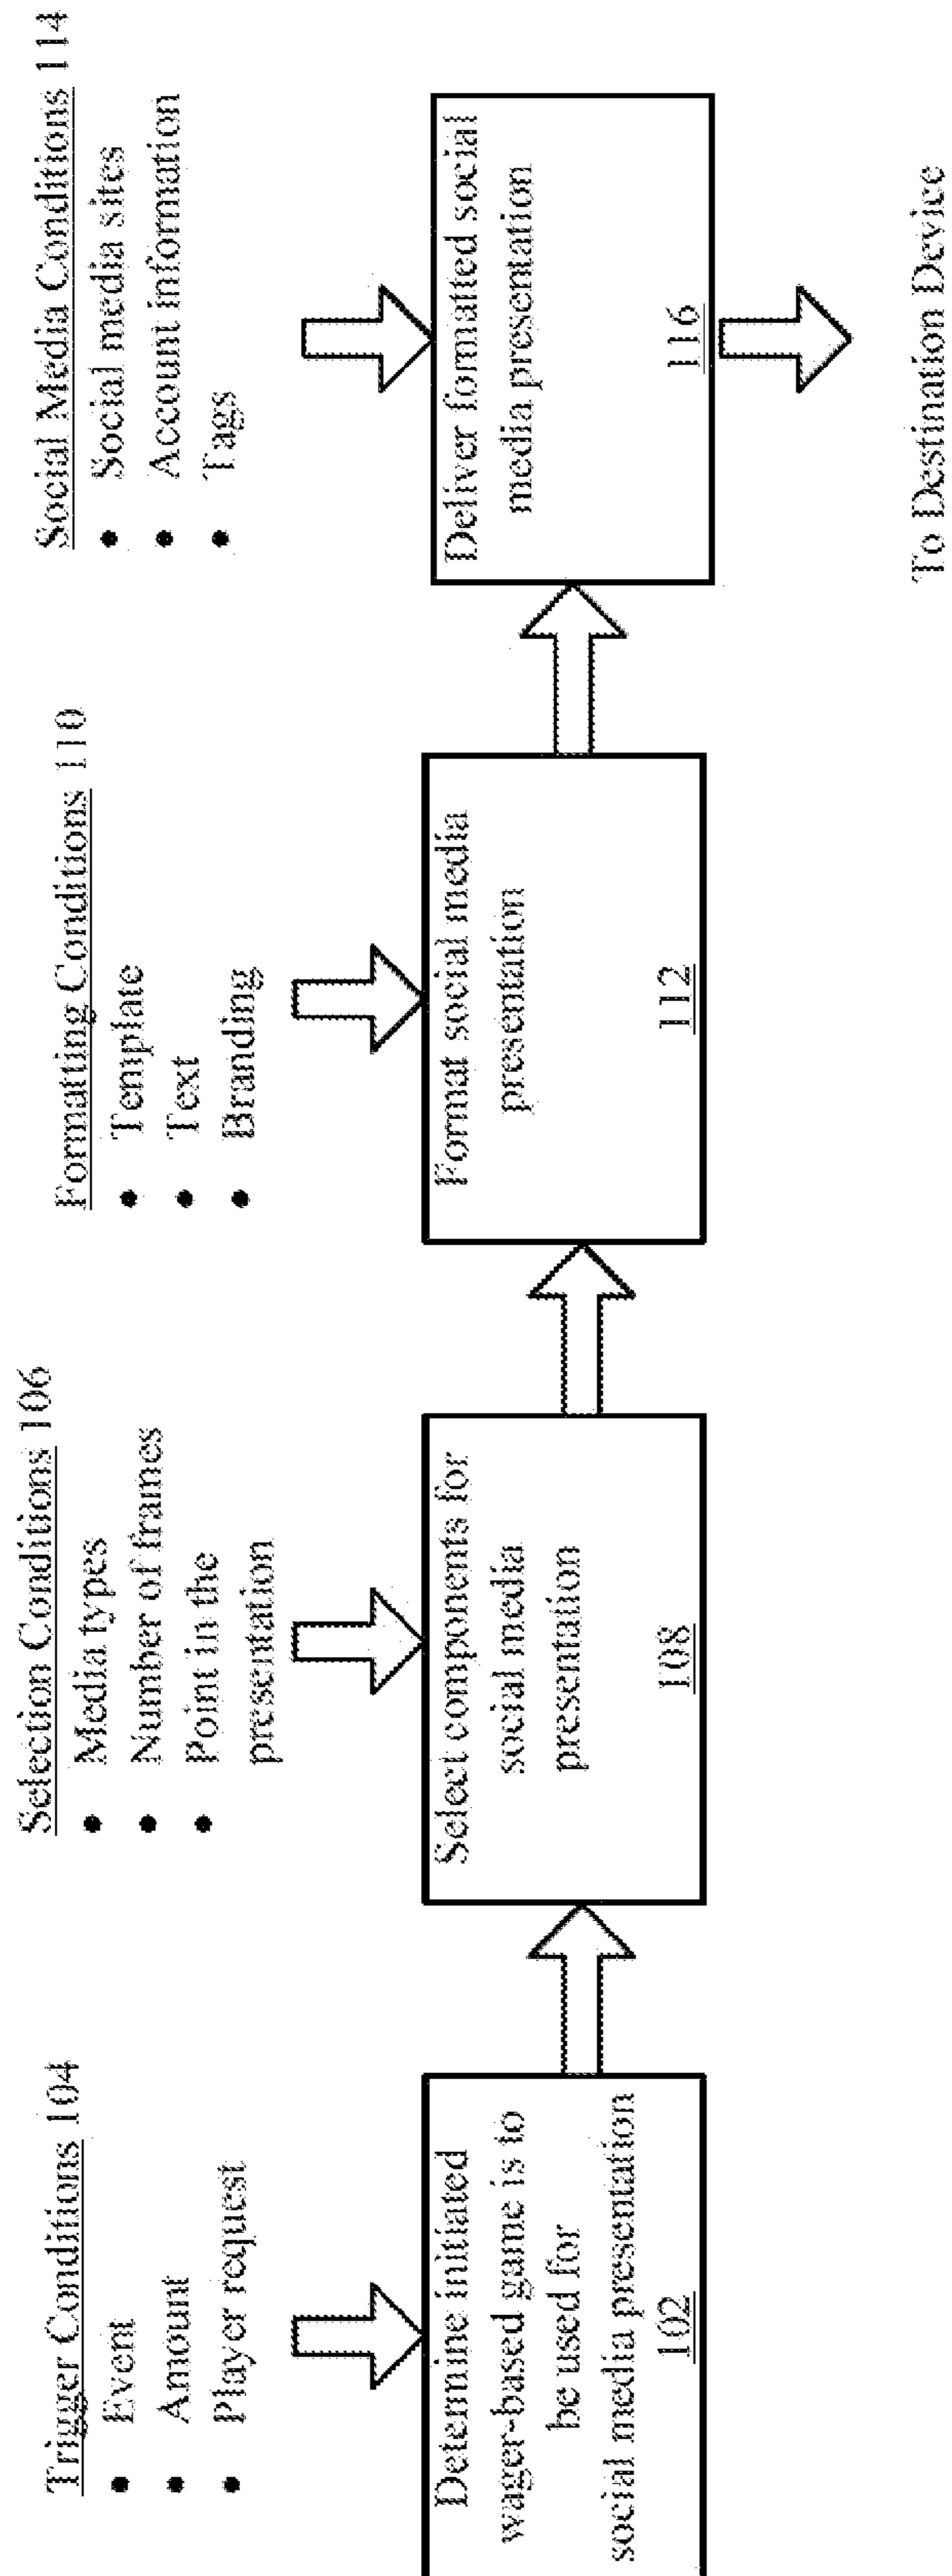 Trigger Conditions 104
• Event
• Amount
• Player request
Determine initiated
wager-based game is to
be used for
social media presentation
102
Selection Conditions 106
• Media types
• Number of frames
• Point in the
presentation
Select components for
social media
presentation
108
Formatting Conditions 110
• Template
• Text
• Branding
Format social media
presentation
112
Social Media Conditions 114
• Social media sites
• Account information
• Tags
Deliver formatted social
media presentation
116
To Destination Device